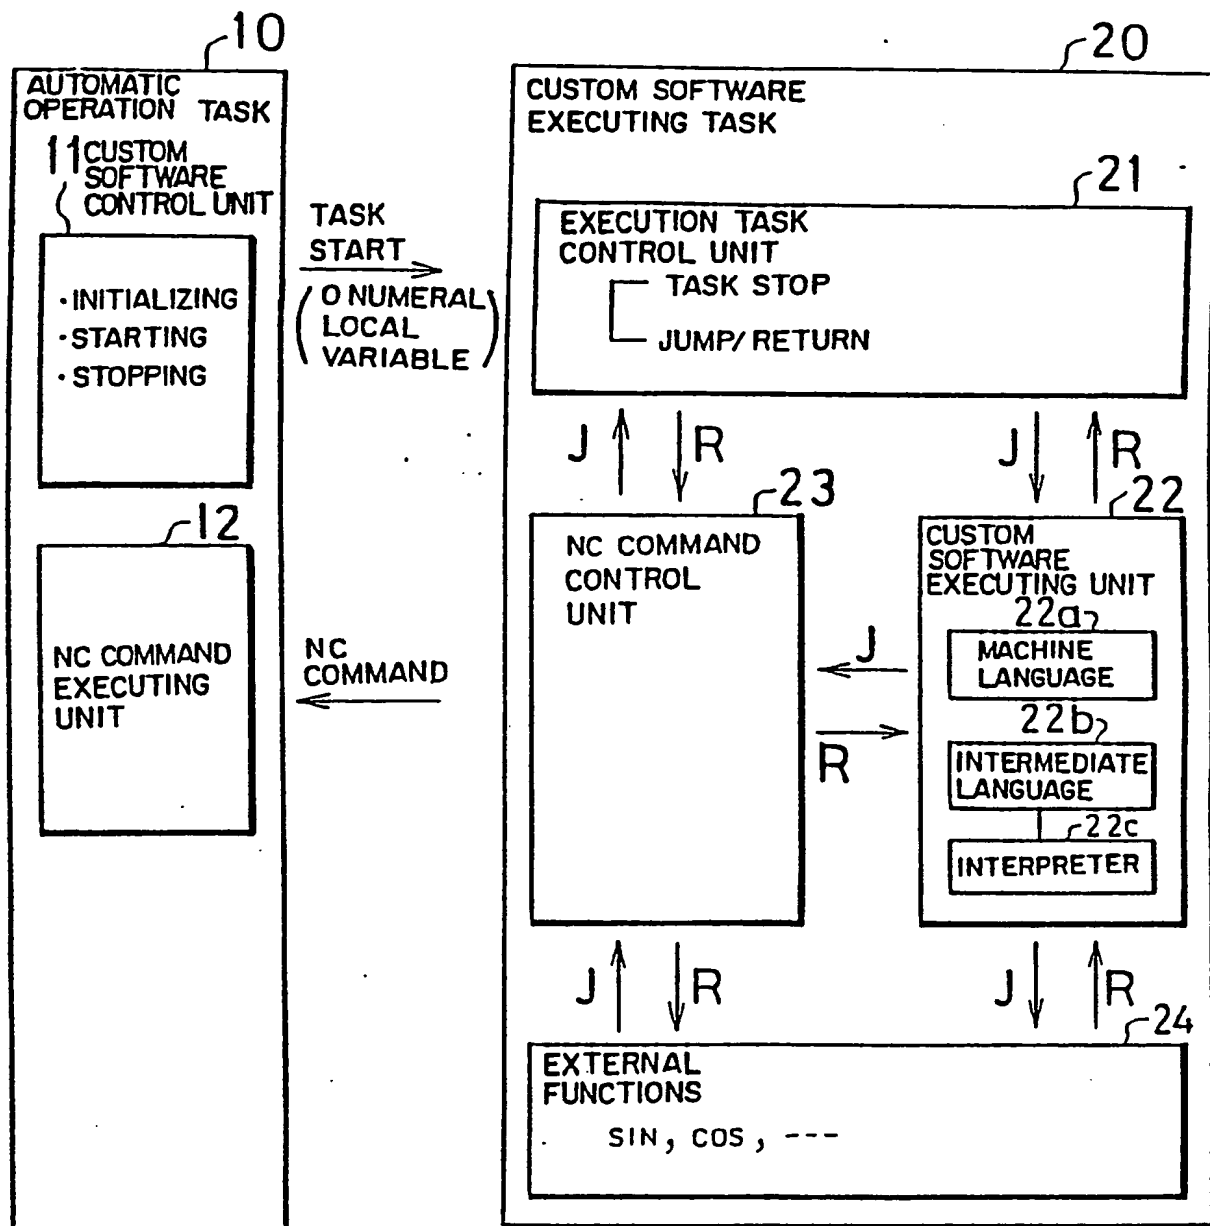 10
AUTOMATIC
OPERATION TASK
11 CUSTOM
SOFTWARE
CONTROL UNIT
·INITIALIZING
·STARTING
·STOPPING
12
NC COMMAND
EXECUTING
UNIT
TASK
START
(O NUMERAL
LOCAL
VARIABLE)
NC
COMMAND
20
CUSTOM SOFTWARE
EXECUTING TASK
21
EXECUTION TASK
CONTROL UNIT
TASK STOP
JUMP/RETURN
J R J R
23
NC COMMAND
CONTROL
UNIT
J
R
22
CUSTOM
SOFTWARE
EXECUTING UNIT
22a
MACHINE
LANGUAGE
22b
INTERMEDIATE
LANGUAGE
22c
INTERPRETER
J R J R
24
EXTERNAL
FUNCTIONS
SIN, COS, ---